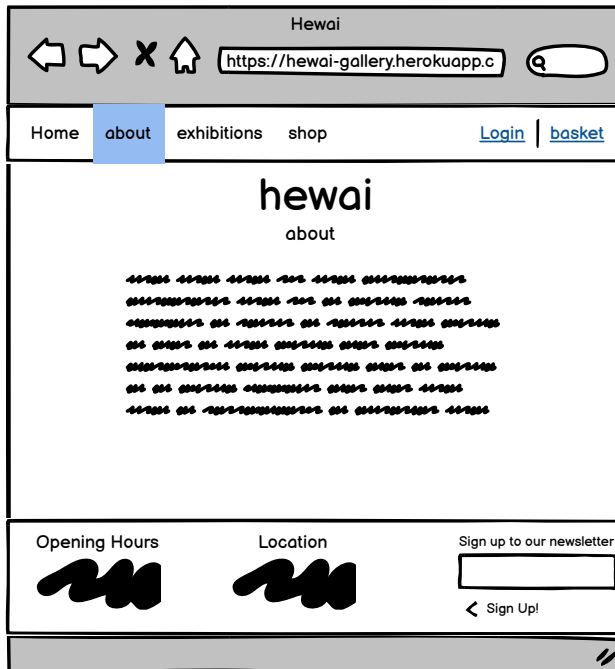 Hewai
https://hewai-gallery.herokuapp.c
Home about exhibitions shop Login basket
hewai
about
Opening Hours
Location
Sign up to our newsletter
Sign Up!